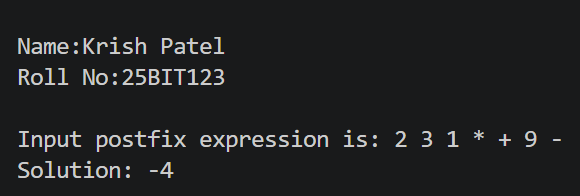 Name:Krish Patel
Roll No:25BIT123
Input postfix expression is: 2 3 1 * + 9 -
Solution: -4